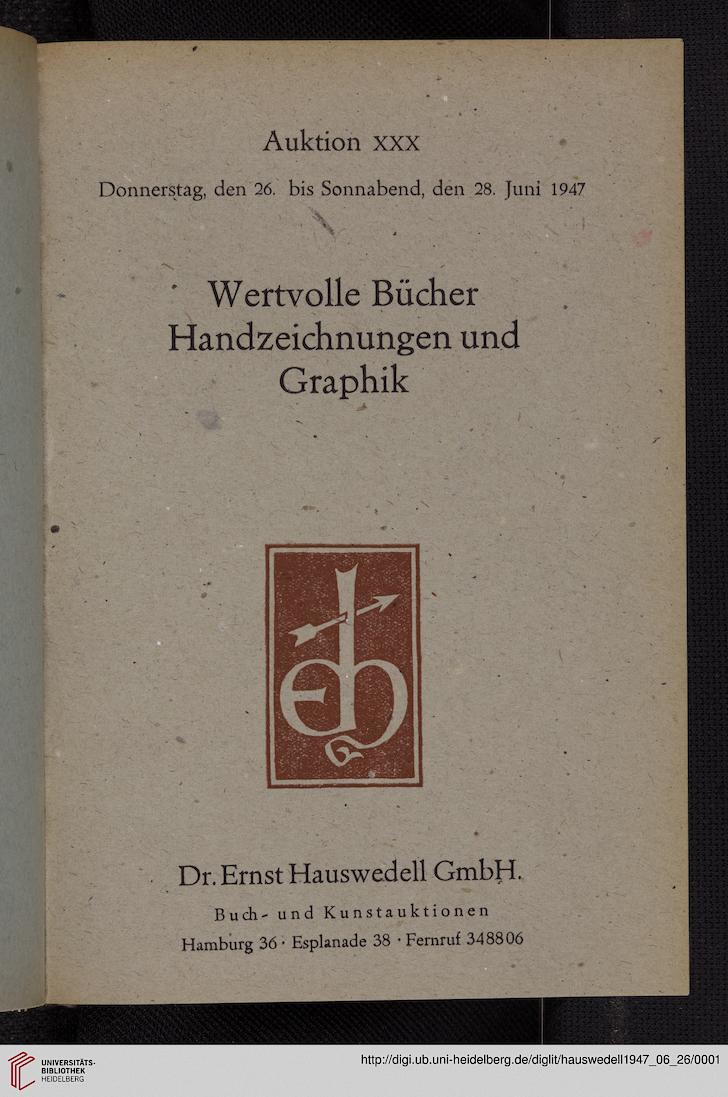 Auktion XXX
Donnerstag, den 26. bis Sonnabend, den 28. Juni 1947
Wertvolle Bücher
Handzeichnungen und
Graphik
Dr. Ernst Hauswedell GmbH.
Buch- und Kunstauktionen
Hamburg 36 · Esplanade 38 · Fernruf 348806
UNIVERSITÄTS-
BIBLIOTHEK
HEIDELBERG
http://digi.ub.uni-heidelberg.de/diglit/hauswedell1947_06_26/0001